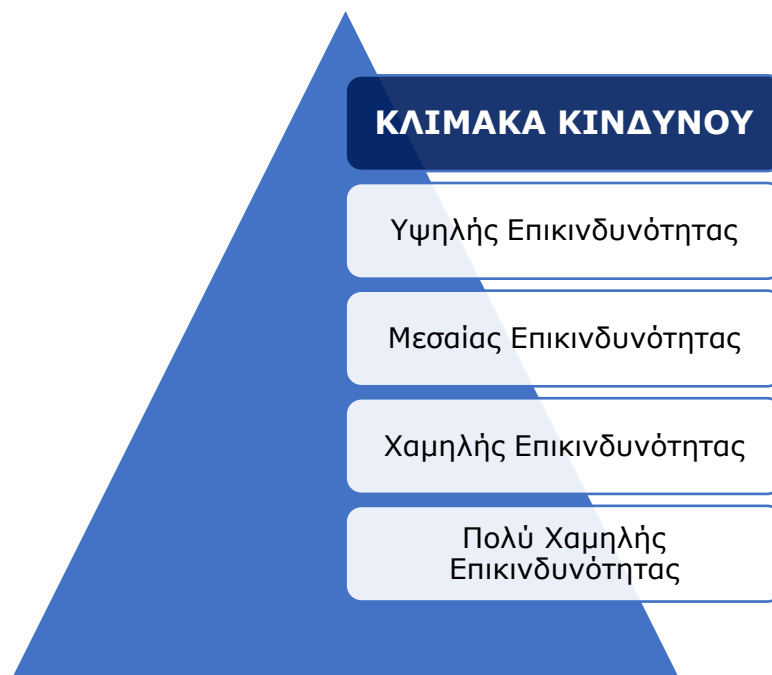 ΚΛΙΜΑΚΑ ΚΙΝΔΥΝΟΥ
Υψηλής Επικινδυνότητας
Μεσαίας Επικινδυνότητας
Χαμηλής Επικινδυνότητας
Πολύ Χαμηλής
Επικινδυνότητας